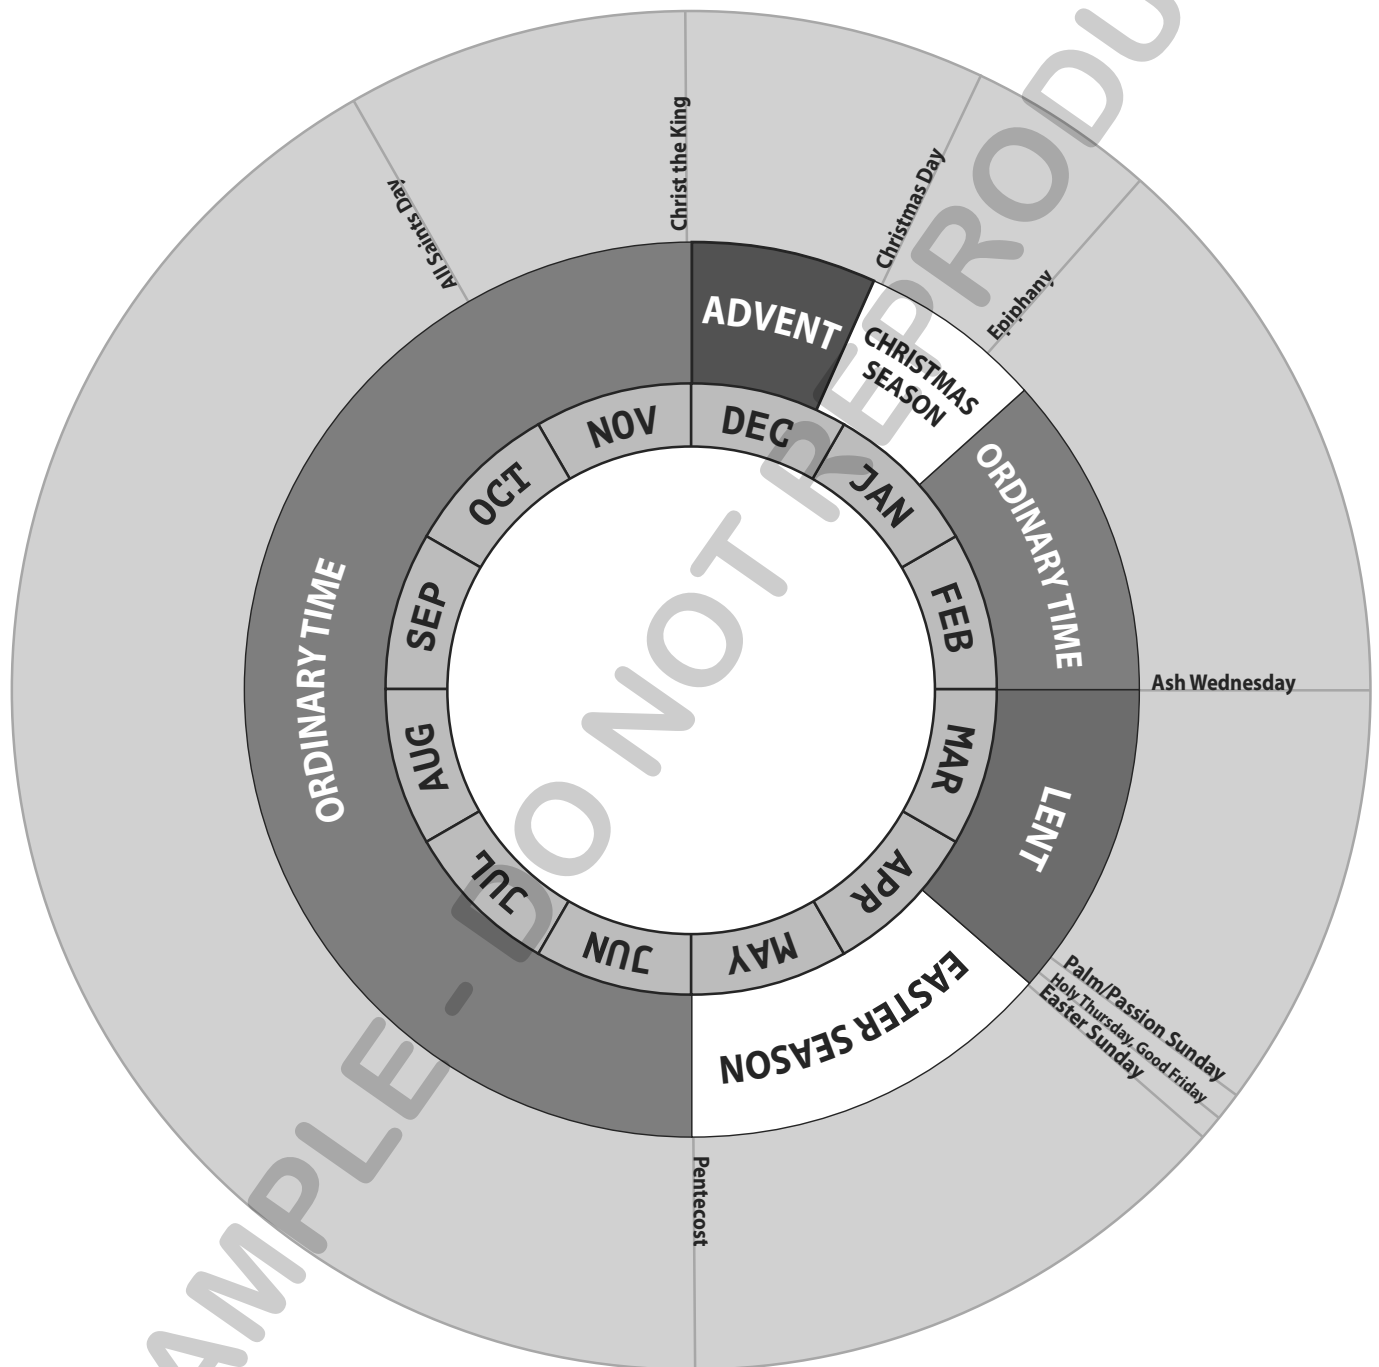 Christ the King
Christmas Day
Epiphany
Ash Wednesday
Palm/Passion Sunday
Holy Thursday, Good Friday
Easter Sunday
Pentecost
All Saints Day
ADVENT
CHRISTMAS
SEASON
ORDINARY TIME
LENT
EASTER SEASON
ORDINARY TIME
DEC
JAN
FEB
MAR
APR
MAY
JUN
JUL
AUG
SEP
OCT
NOV
AMPLE - DO NOT REPRODU